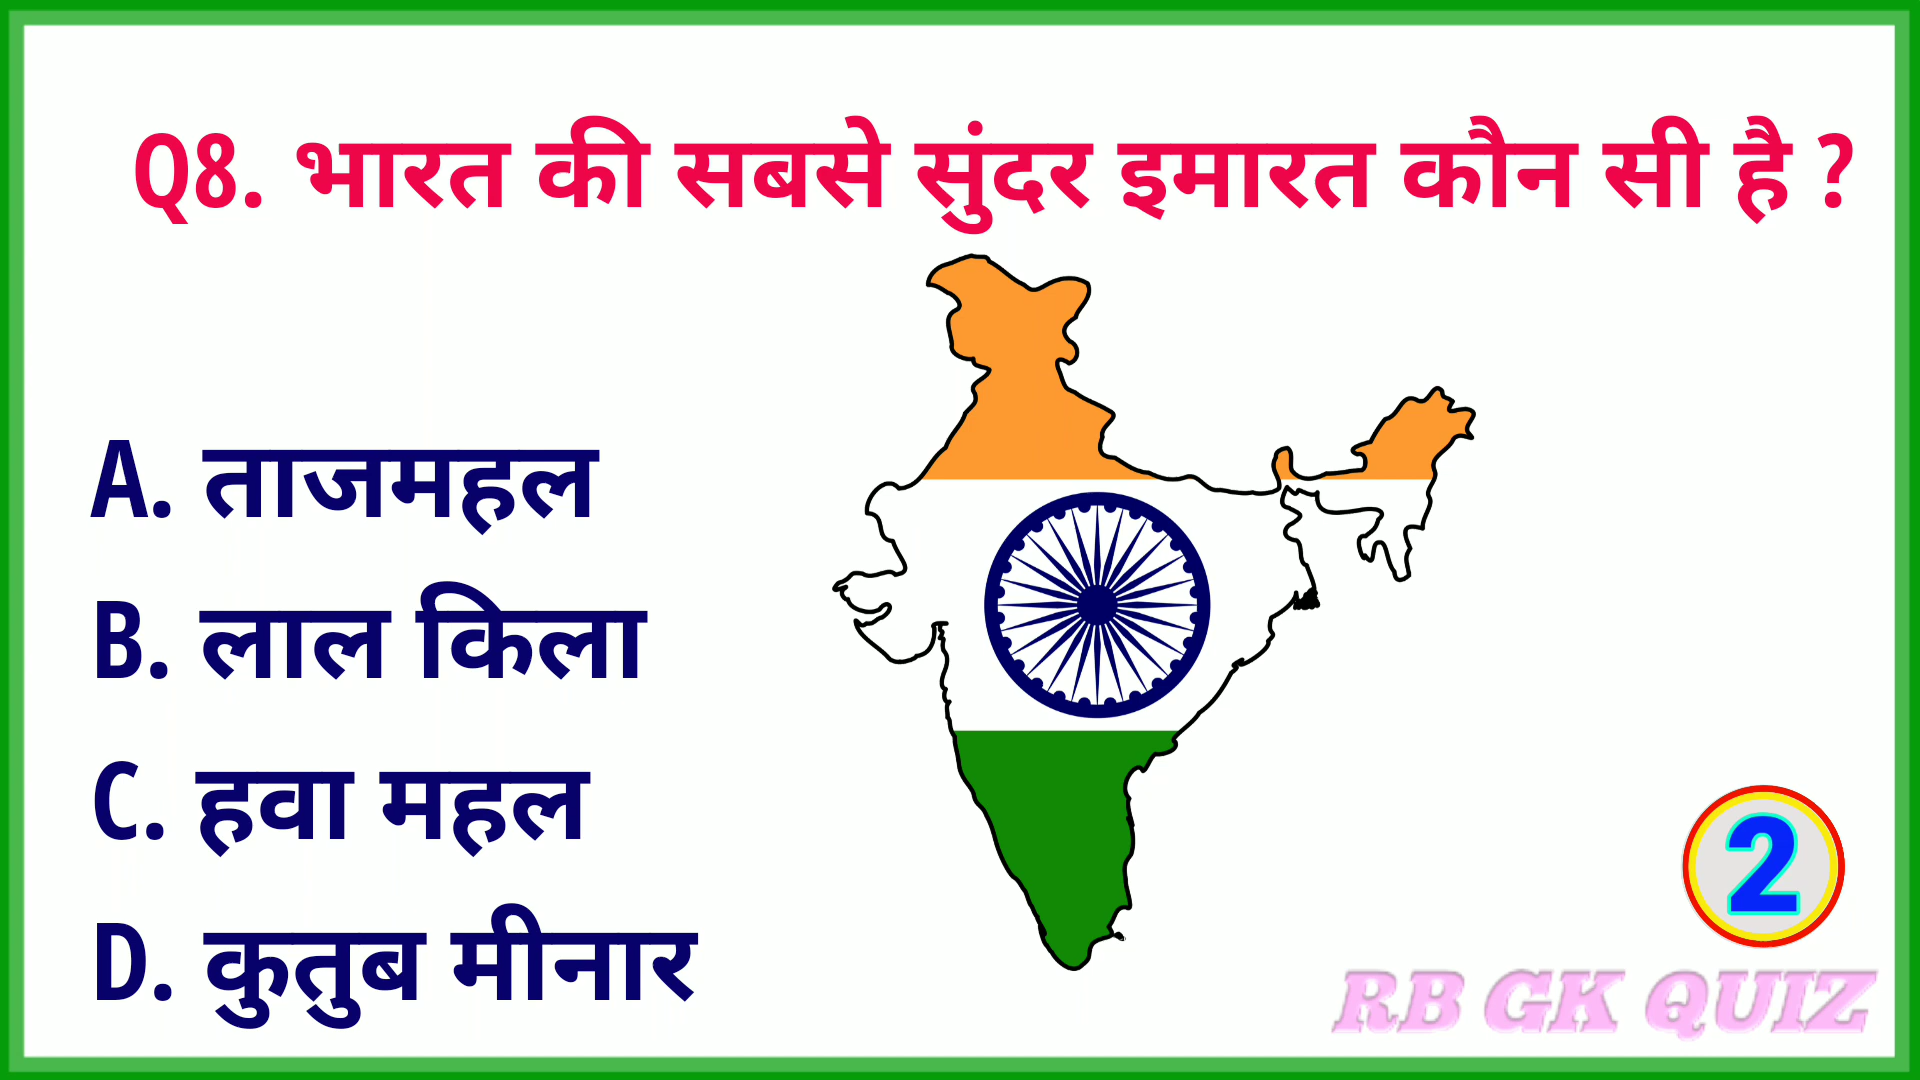 Q8. भारत की सबसे सुंदर इमारत कौन सी है ?
A. ताजमहल
B. लाल किला
C. हवा महल
D. कुतुब मीनार
2
RB GK QUIZ